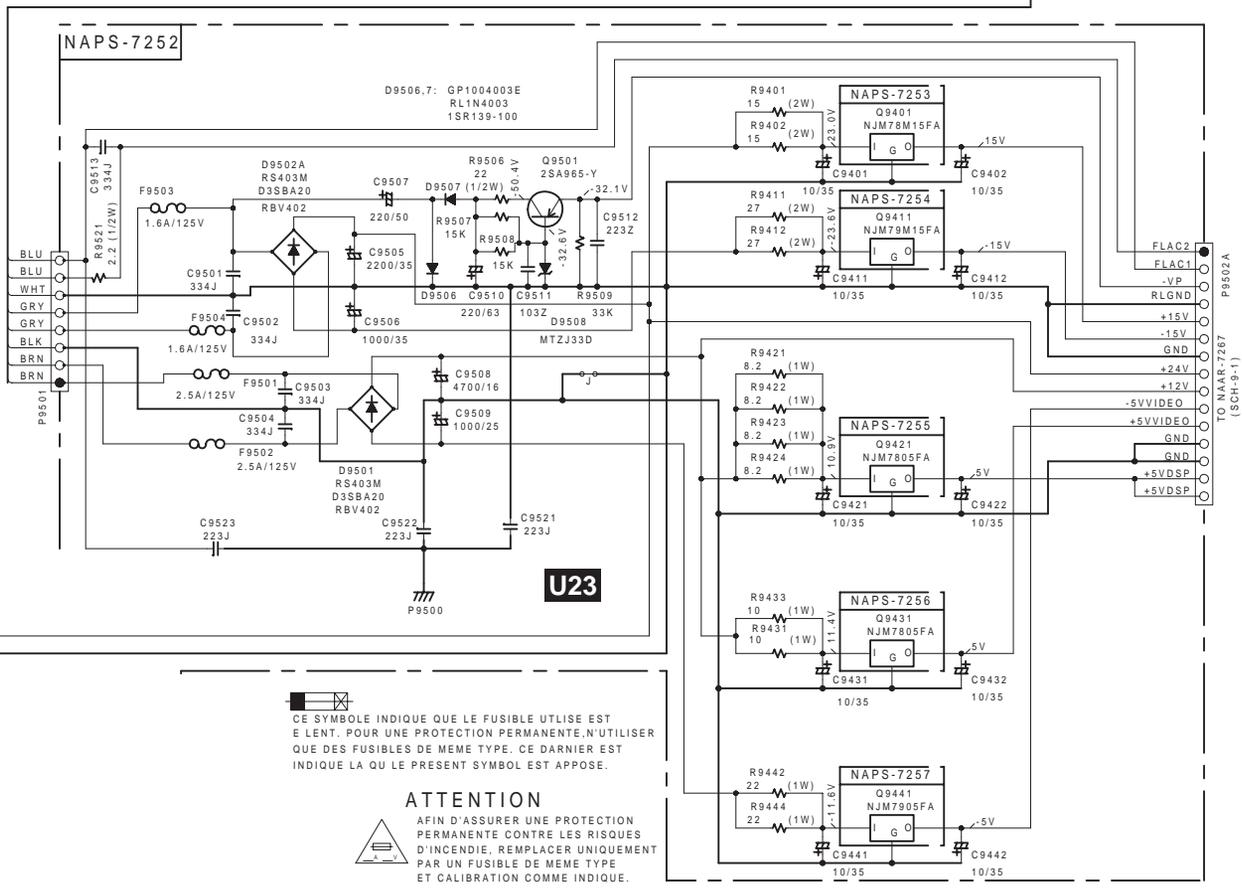 NAPS-7252
D9506,7: GP1004003E
RL1N4003
1SR139-100
C9513
334J
R9521
2.2 (1/2W)
F9503
1.6A/125V
D9502A
RS403M
D3SBA20
RBV402
C9507
220/50
D9507
R9506
22
(1/2W)
-50.4V
Q9501
2SA965-Y
-32.1V
R9507
15K
R9508
15K
-32.6V
C9512
223Z
C9505
2200/35
C9501
334J
F9504
1.6A/125V
C9502
334J
C9506
1000/35
D9506
C9510
220/63
C9511
103Z
R9509
33K
D9508
MTZJ33D
BLU
BLU
WHT
GRY
GRY
BLK
BRN
BRN
P9501
F9501
2.5A/125V
C9503
334J
C9504
334J
F9502
2.5A/125V
D9501
RS403M
D3SBA20
RBV402
C9508
4700/16
C9509
1000/25
J
C9523
223J
C9522
223J
C9521
223J
P9500
U23
R9401
15 (2W)
R9402
15 (2W)
-23.0V
NAPS-7253
Q9401
NJM78M15FA
I G O
15V
C9401
10/35
C9402
10/35
R9411
27 (2W)
R9412
27 (2W)
-23.6V
NAPS-7254
Q9411
NJM79M15FA
I G O
-15V
C9411
10/35
C9412
10/35
R9421
8.2 (1W)
R9422
8.2 (1W)
R9423
8.2 (1W)
R9424
8.2 (1W)
10.9V
NAPS-7255
Q9421
NJM7805FA
I G O
5V
C9421
10/35
C9422
10/35
R9433
10 (1W)
R9431
10 (1W)
11.4V
NAPS-7256
Q9431
NJM7805FA
I G O
5V
C9431
10/35
C9432
10/35
R9442
22 (1W)
R9444
22 (1W)
-11.6V
NAPS-7257
Q9441
NJM7905FA
I G O
-5V
C9441
10/35
C9442
10/35
FLAC2
FLAC1
-VP
RLGND
+15V
-15V
GND
+24V
+12V
-5VVIDEO
+5VVIDEO
GND
GND
+5VDSP
+5VDSP
P9502A
TO NAAR-7267
(SCH-9-1)
CE SYMBOLE INDIQUE QUE LE FUSIBLE UTLISE EST
E LENT. POUR UNE PROTECTION PERMANENTE,N'UTILISER
QUE DES FUSIBLES DE MEME TYPE. CE DARNIER EST
INDIQUE LA QU LE PRESENT SYMBOL EST APPOSE.
ATTENTION
AFIN D'ASSURER UNE PROTECTION
PERMANENTE CONTRE LES RISQUES
D'INCENDIE, REMPLACER UNIQUEMENT
PAR UN FUSIBLE DE MEME TYPE
ET CALIBRATION COMME INDIQUE.
A V